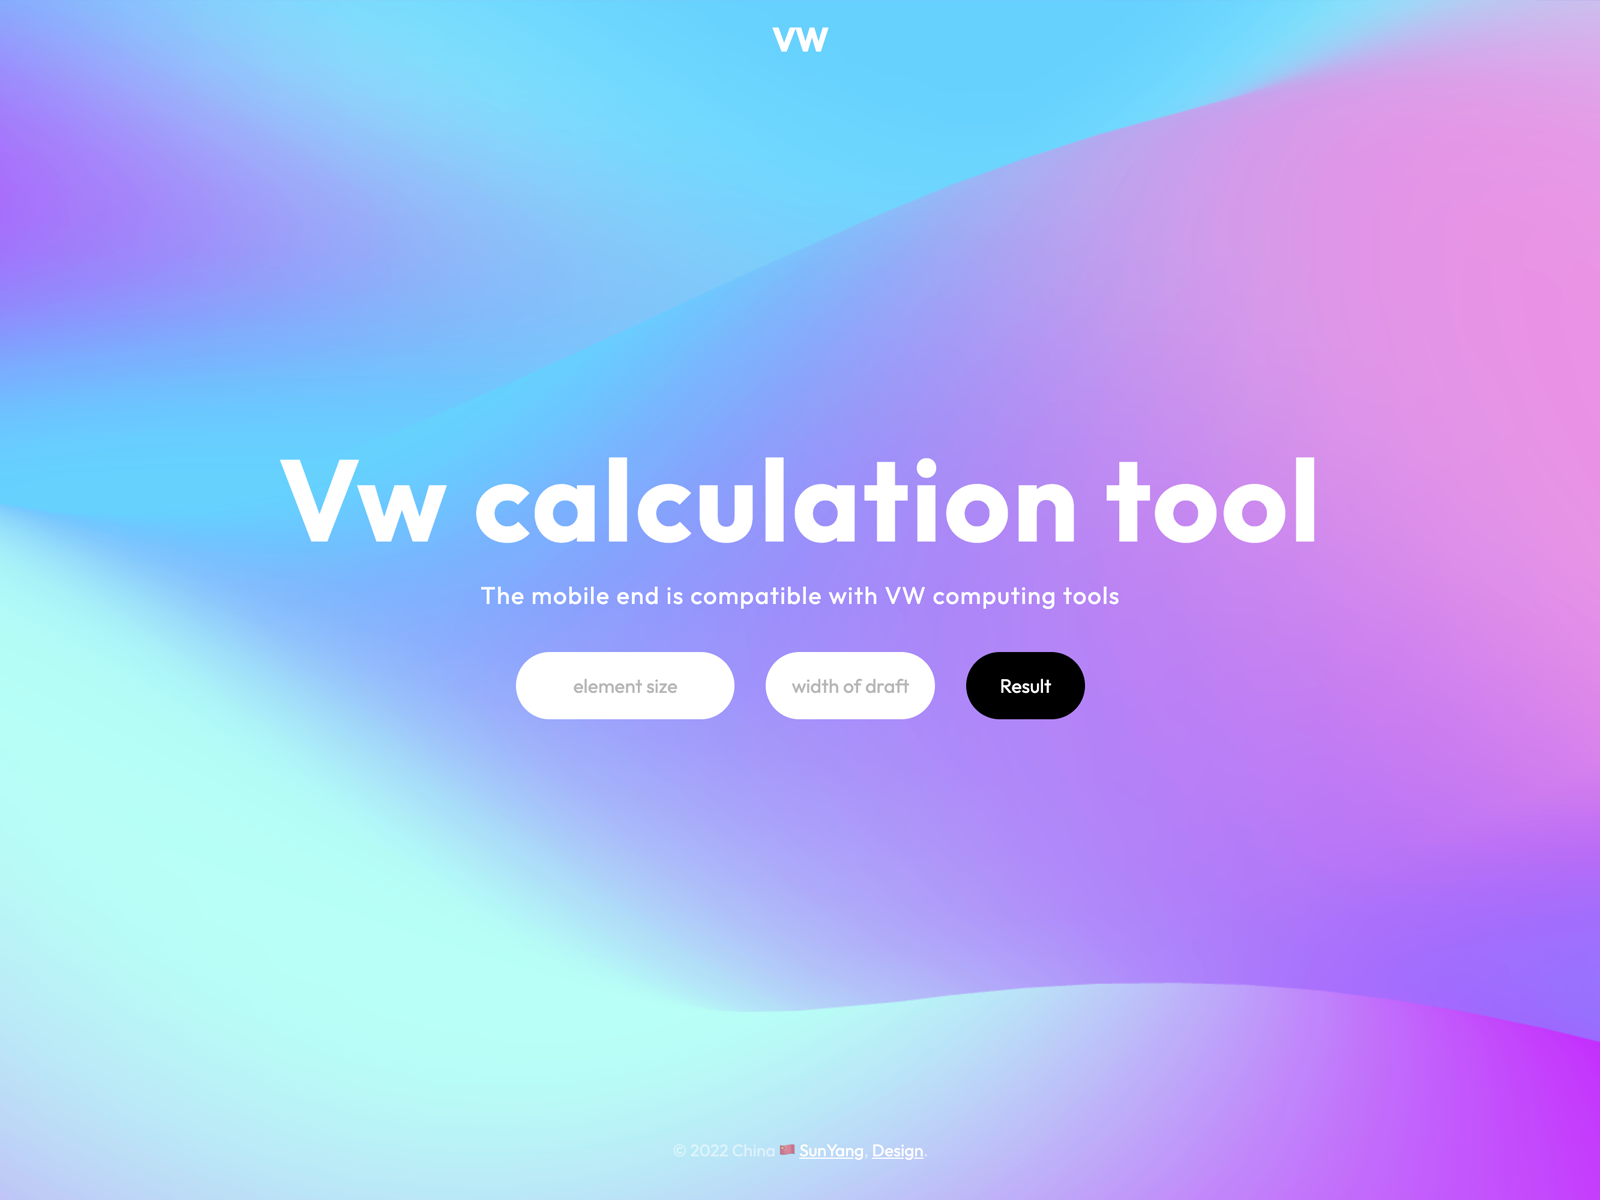 VW
Vw calculation tool
The mobile end is compatible with VW computing tools
element size
width of draft
Result
© 2022 China 🇨🇳 SunYang, Design.